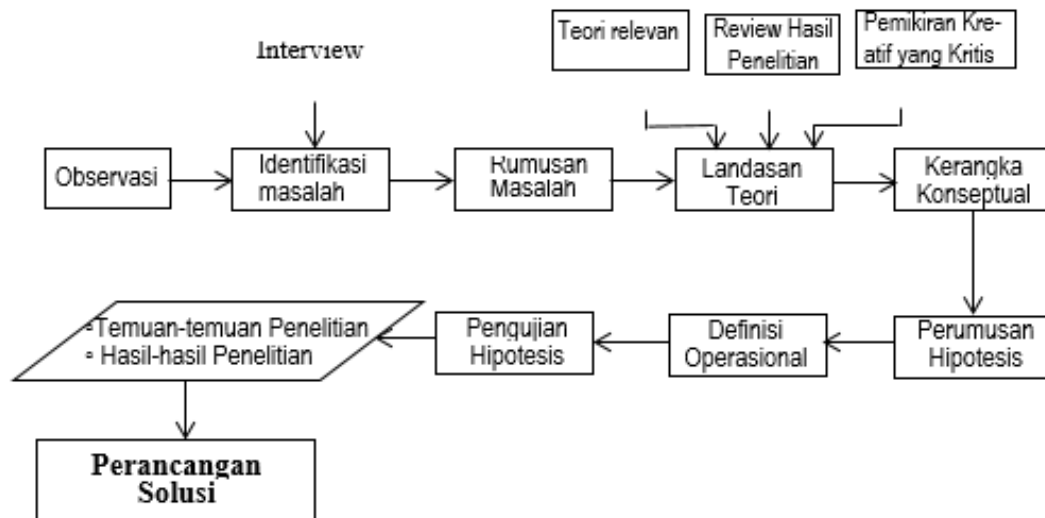 Interview
Teori relevan
Review Hasil
Penelitian
Pemikiran Kre-
atif yang Kritis
Observasi
Identifikasi
masalah
Rumusan
Masalah
Landasan
Teori
Kerangka
Konseptual
Perumusan
Hipotesis
Definisi
Operasional
Pengujian
Hipotesis
Temuan-temuan Penelitian
Hasil-hasil Penelitian
Perancangan
Solusi